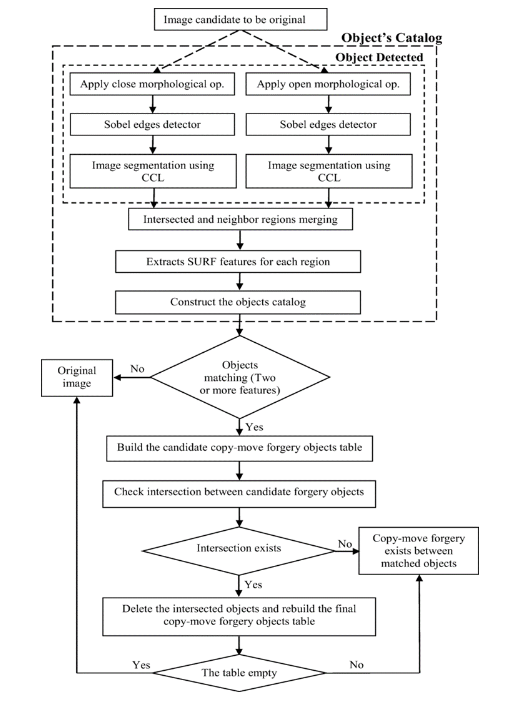 Image candidate to be original
Object's Catalog
Object Detected
Apply close morphological op.
Apply open morphological op.
Sobel edges detector
Sobel edges detector
Image segmentation using
CCL
Image segmentation using
CCL
Intersected and neighbor regions merging
Extracts SURF features for each region
Construct the objects catalog
Objects
matching (Two
or more features)
No
Original
image
Yes
Build the candidate copy-move forgery objects table
Check intersection between candidate forgery objects
Intersection exists
No
Copy-move forgery
exists between
matched objects
Yes
Delete the intersected objects and rebuild the final
copy-move forgery objects table
Yes
The table empty
No